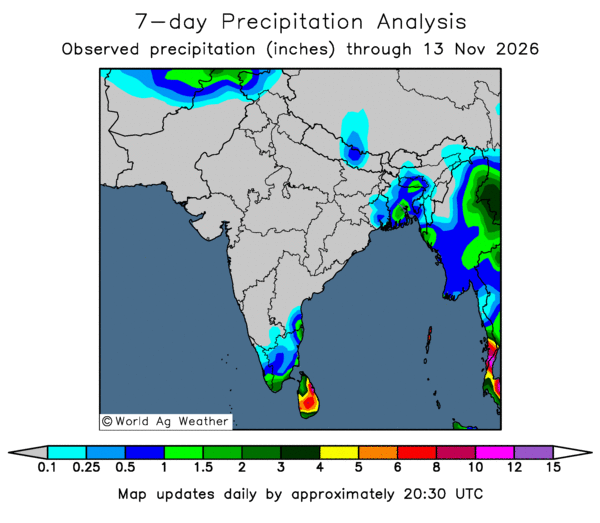 7-day Precipitation Analysis
Observed precipitation (inches) through 13 Nov 2026
©World Ag Weather
0.1 0.25 0.5 1 1.5 2 3 4 5 6 8 10 12 15
Map updates daily by approximately 20:30 UTC